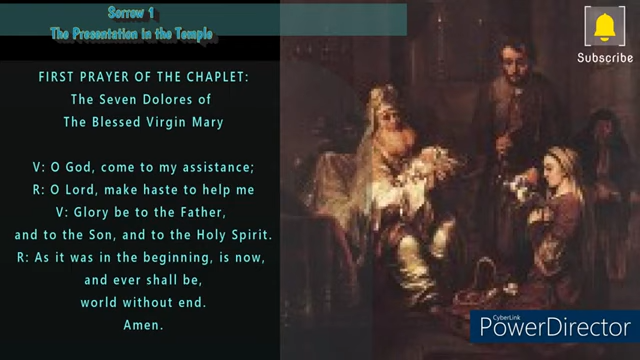 Sorrow 1
The Presentation in the Temple
FIRST PRAYER OF THE CHAPLET:
The Seven Dolores of
The Blessed Virgin Mary
V: O God, come to my assistance;
R: O Lord, make haste to help me
V: Glory be to the Father,
and to the Son, and to the Holy Spirit.
R: As it was in the beginning, is now,
and ever shall be,
world without end.
Amen.
Subscribe
CyberLink
PowerDirector